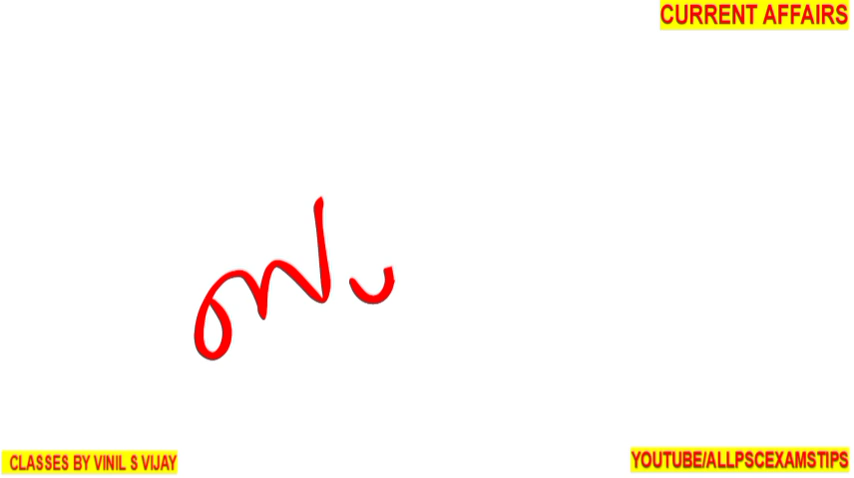 CURRENT AFFAIRS
CLASSES BY VINIL S VIJAY
YOUTUBE/ALLPSCEXAMSTIPS